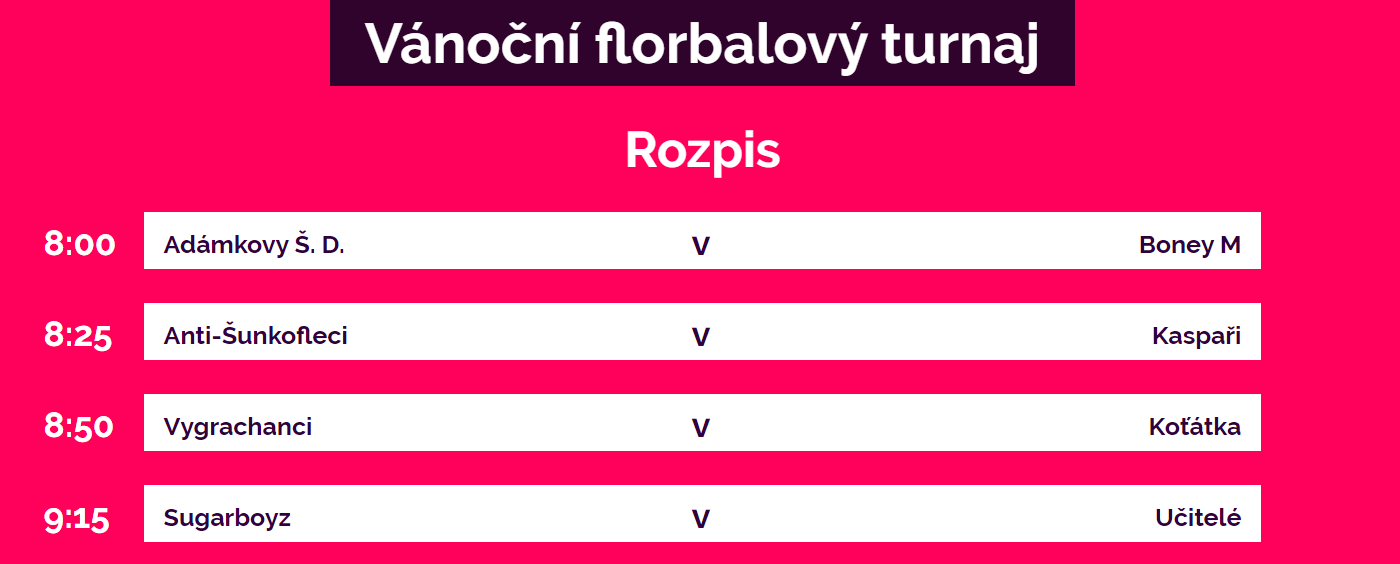 Vánoční florbalový turnaj
Rozpis
8:00 Adámkovy Š. D. v Boney M
8:25 Anti-Šunkofleci v Kaspaři
8:50 Vygrachanci v Koťátka
9:15 Sugarboyz v Učitelé